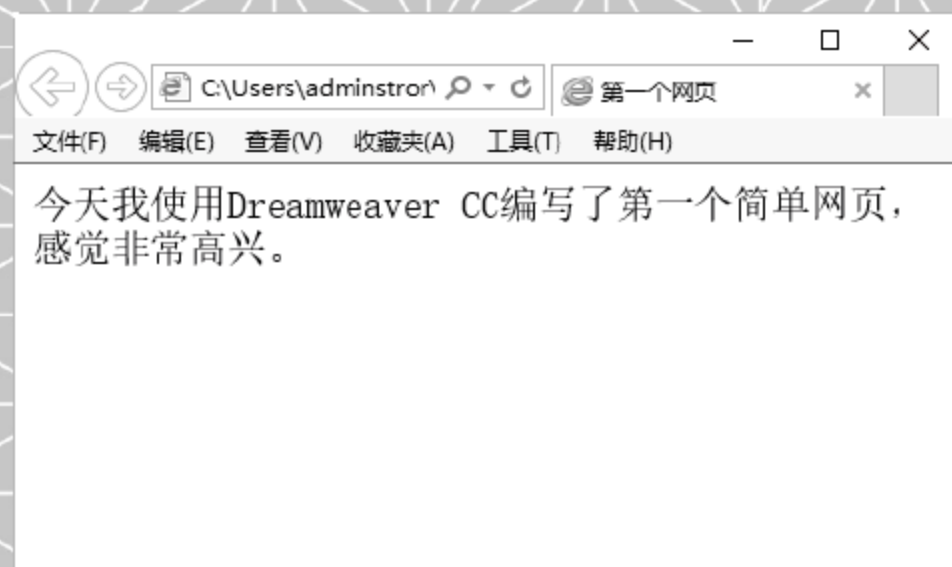 C:\Users\adminstror\
第一个网页
文件(F) 编辑(E) 查看(V) 收藏夹(A) 工具(T) 帮助(H)
今天我使用Dreamweaver CC编写了第一个简单网页，
感觉非常高兴。